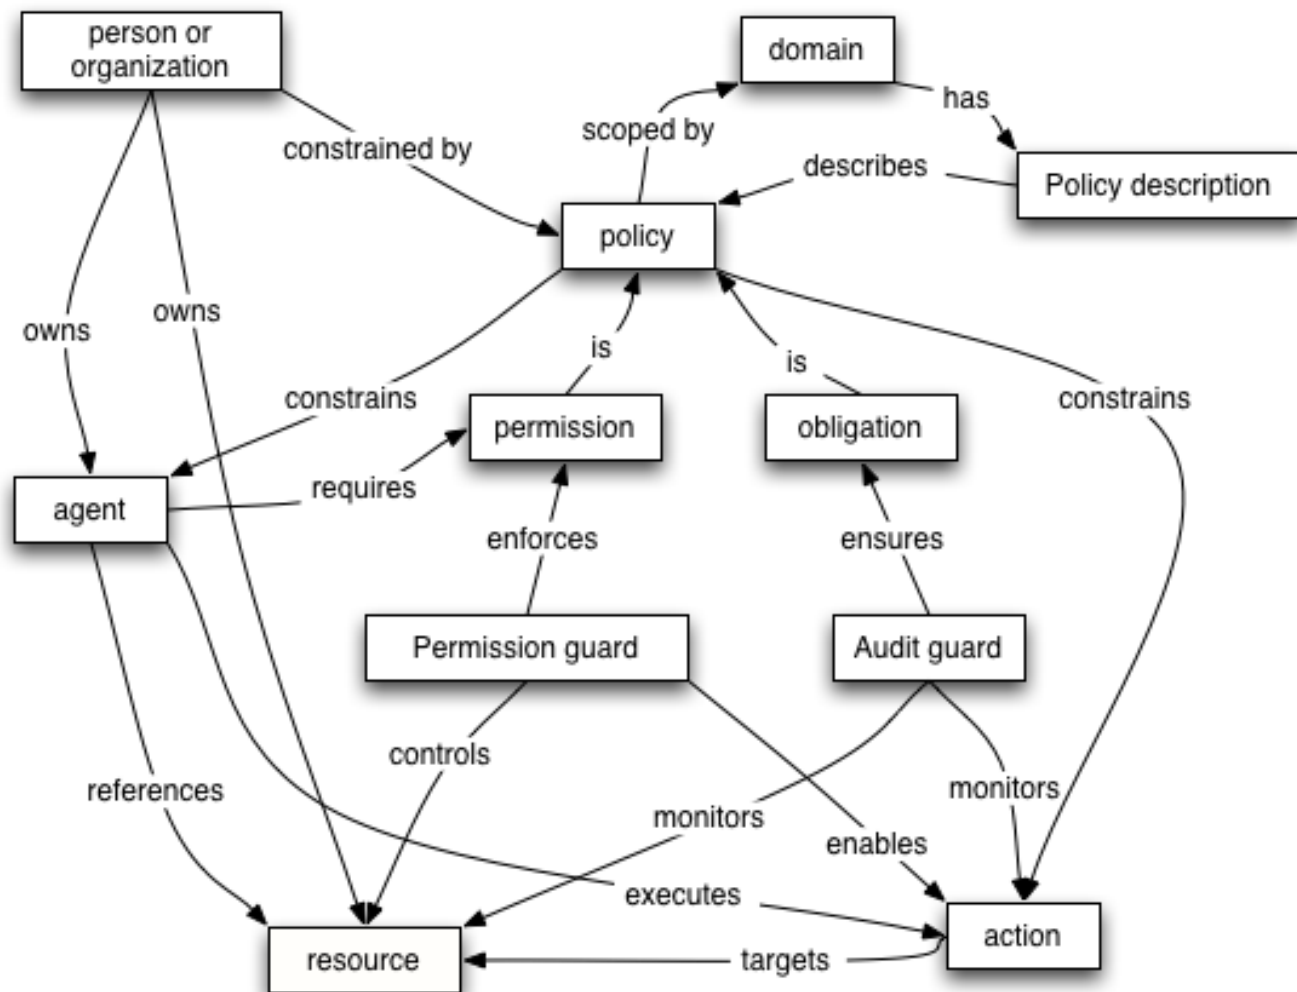 person or
organization
domain
has
scoped by
constrained by
describes
Policy description
policy
owns
owns
is
is
constrains
constrains
permission
obligation
requires
agent
enforces
ensures
Permission guard
Audit guard
controls
references
monitors
monitors
enables
executes
action
resource
targets